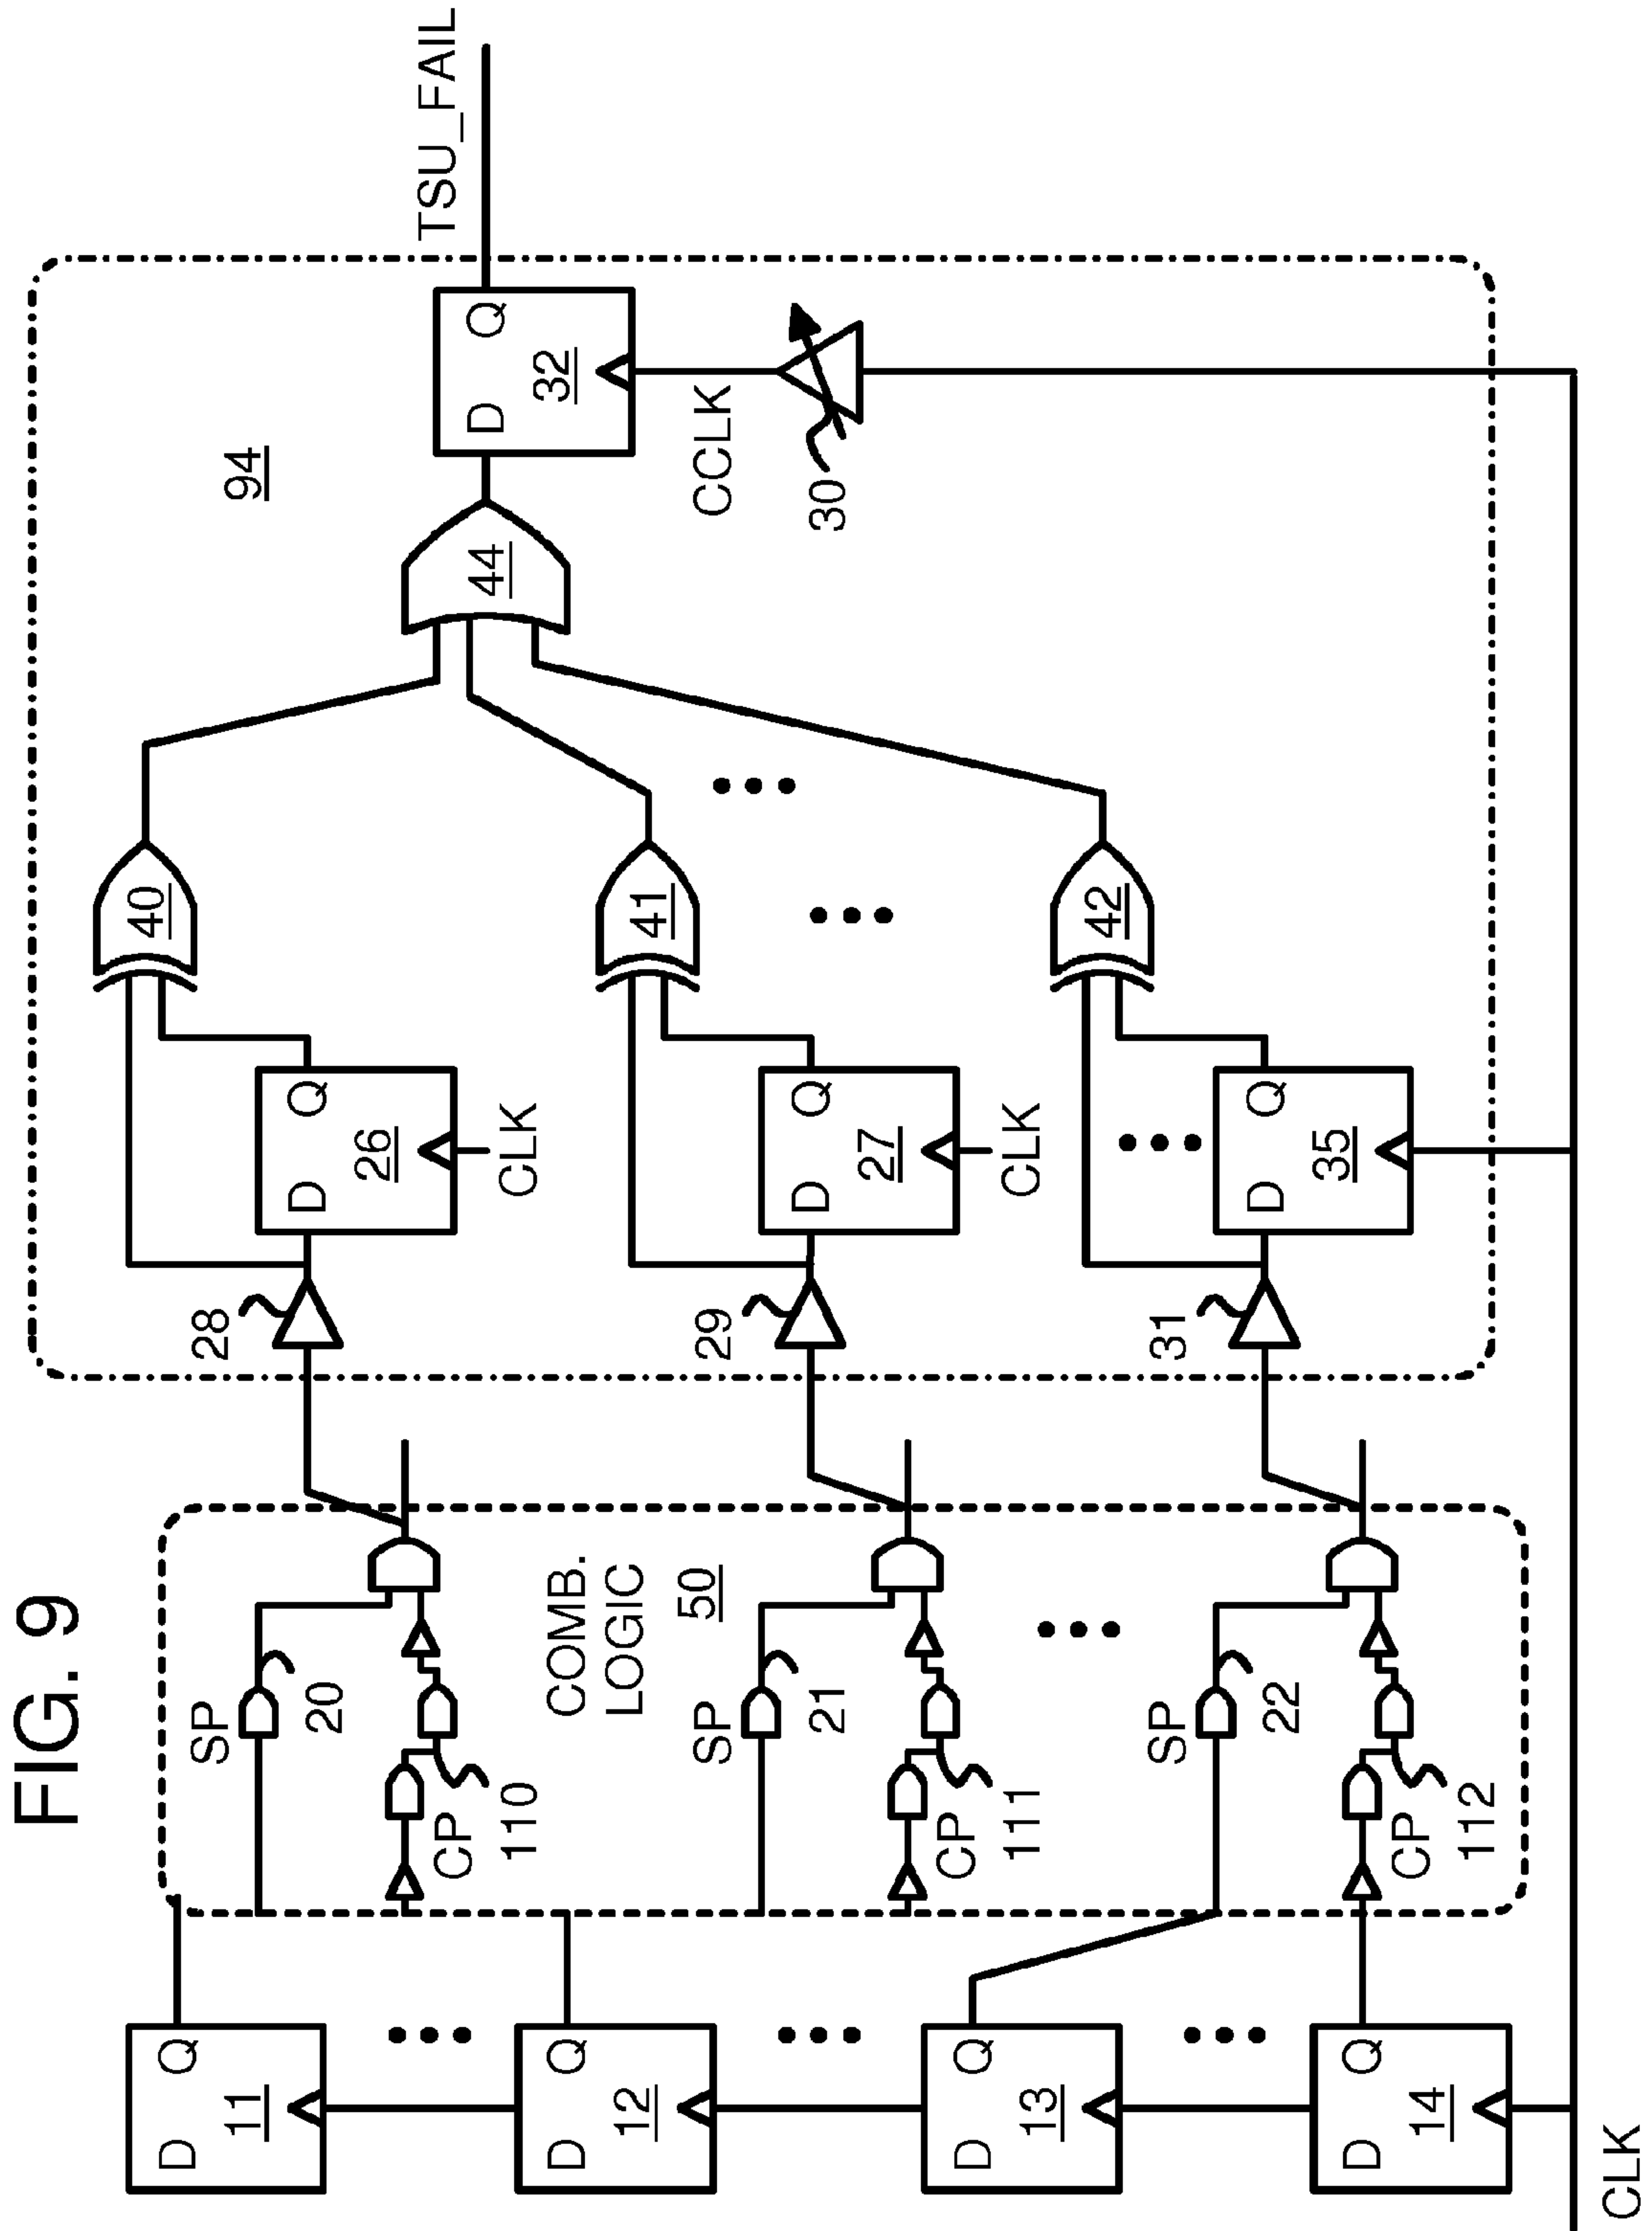 FIG. 9
D Q
11
D Q
12
D Q
13
D Q
14
CLK
SP
20
CP
110
COMB.
LOGIC
50
SP
21
CP
111
SP
22
CP
112
94
28
D Q
26
CLK
40
29
D Q
27
CLK
41
31
D Q
35
42
44
D Q
32
CCLK
30
TSU_FAIL